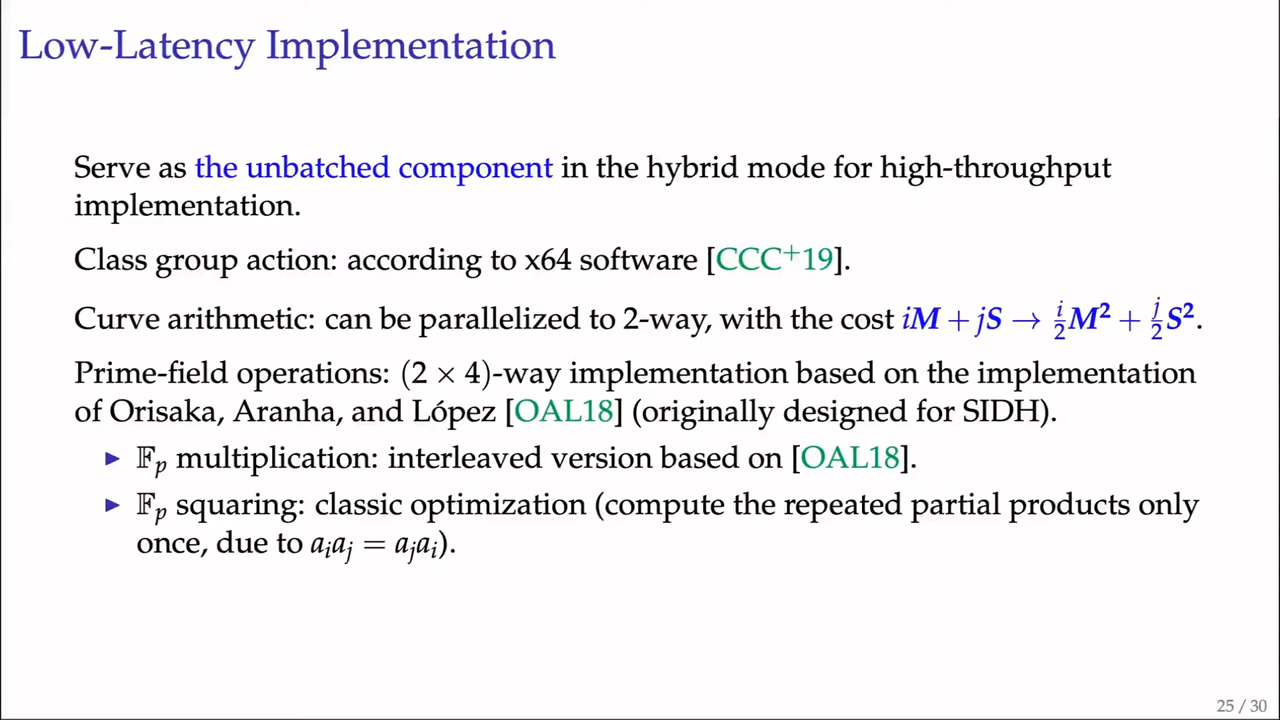 Low-Latency Implementation
Serve as the unbatched component in the hybrid mode for high-throughput
implementation.
Class group action: according to x64 software [CCC⁺19].
Curve arithmetic: can be parallelized to 2-way, with the cost iM + jS → i/2 M² + j/2 S².
Prime-field operations: (2 × 4)-way implementation based on the implementation
of Orisaka, Aranha, and López [OAL18] (originally designed for SIDH).
▶ 𝔽ₚ multiplication: interleaved version based on [OAL18].
▶ 𝔽ₚ squaring: classic optimization (compute the repeated partial products only
once, due to aᵢaⱼ = aⱼaᵢ).
25 / 30